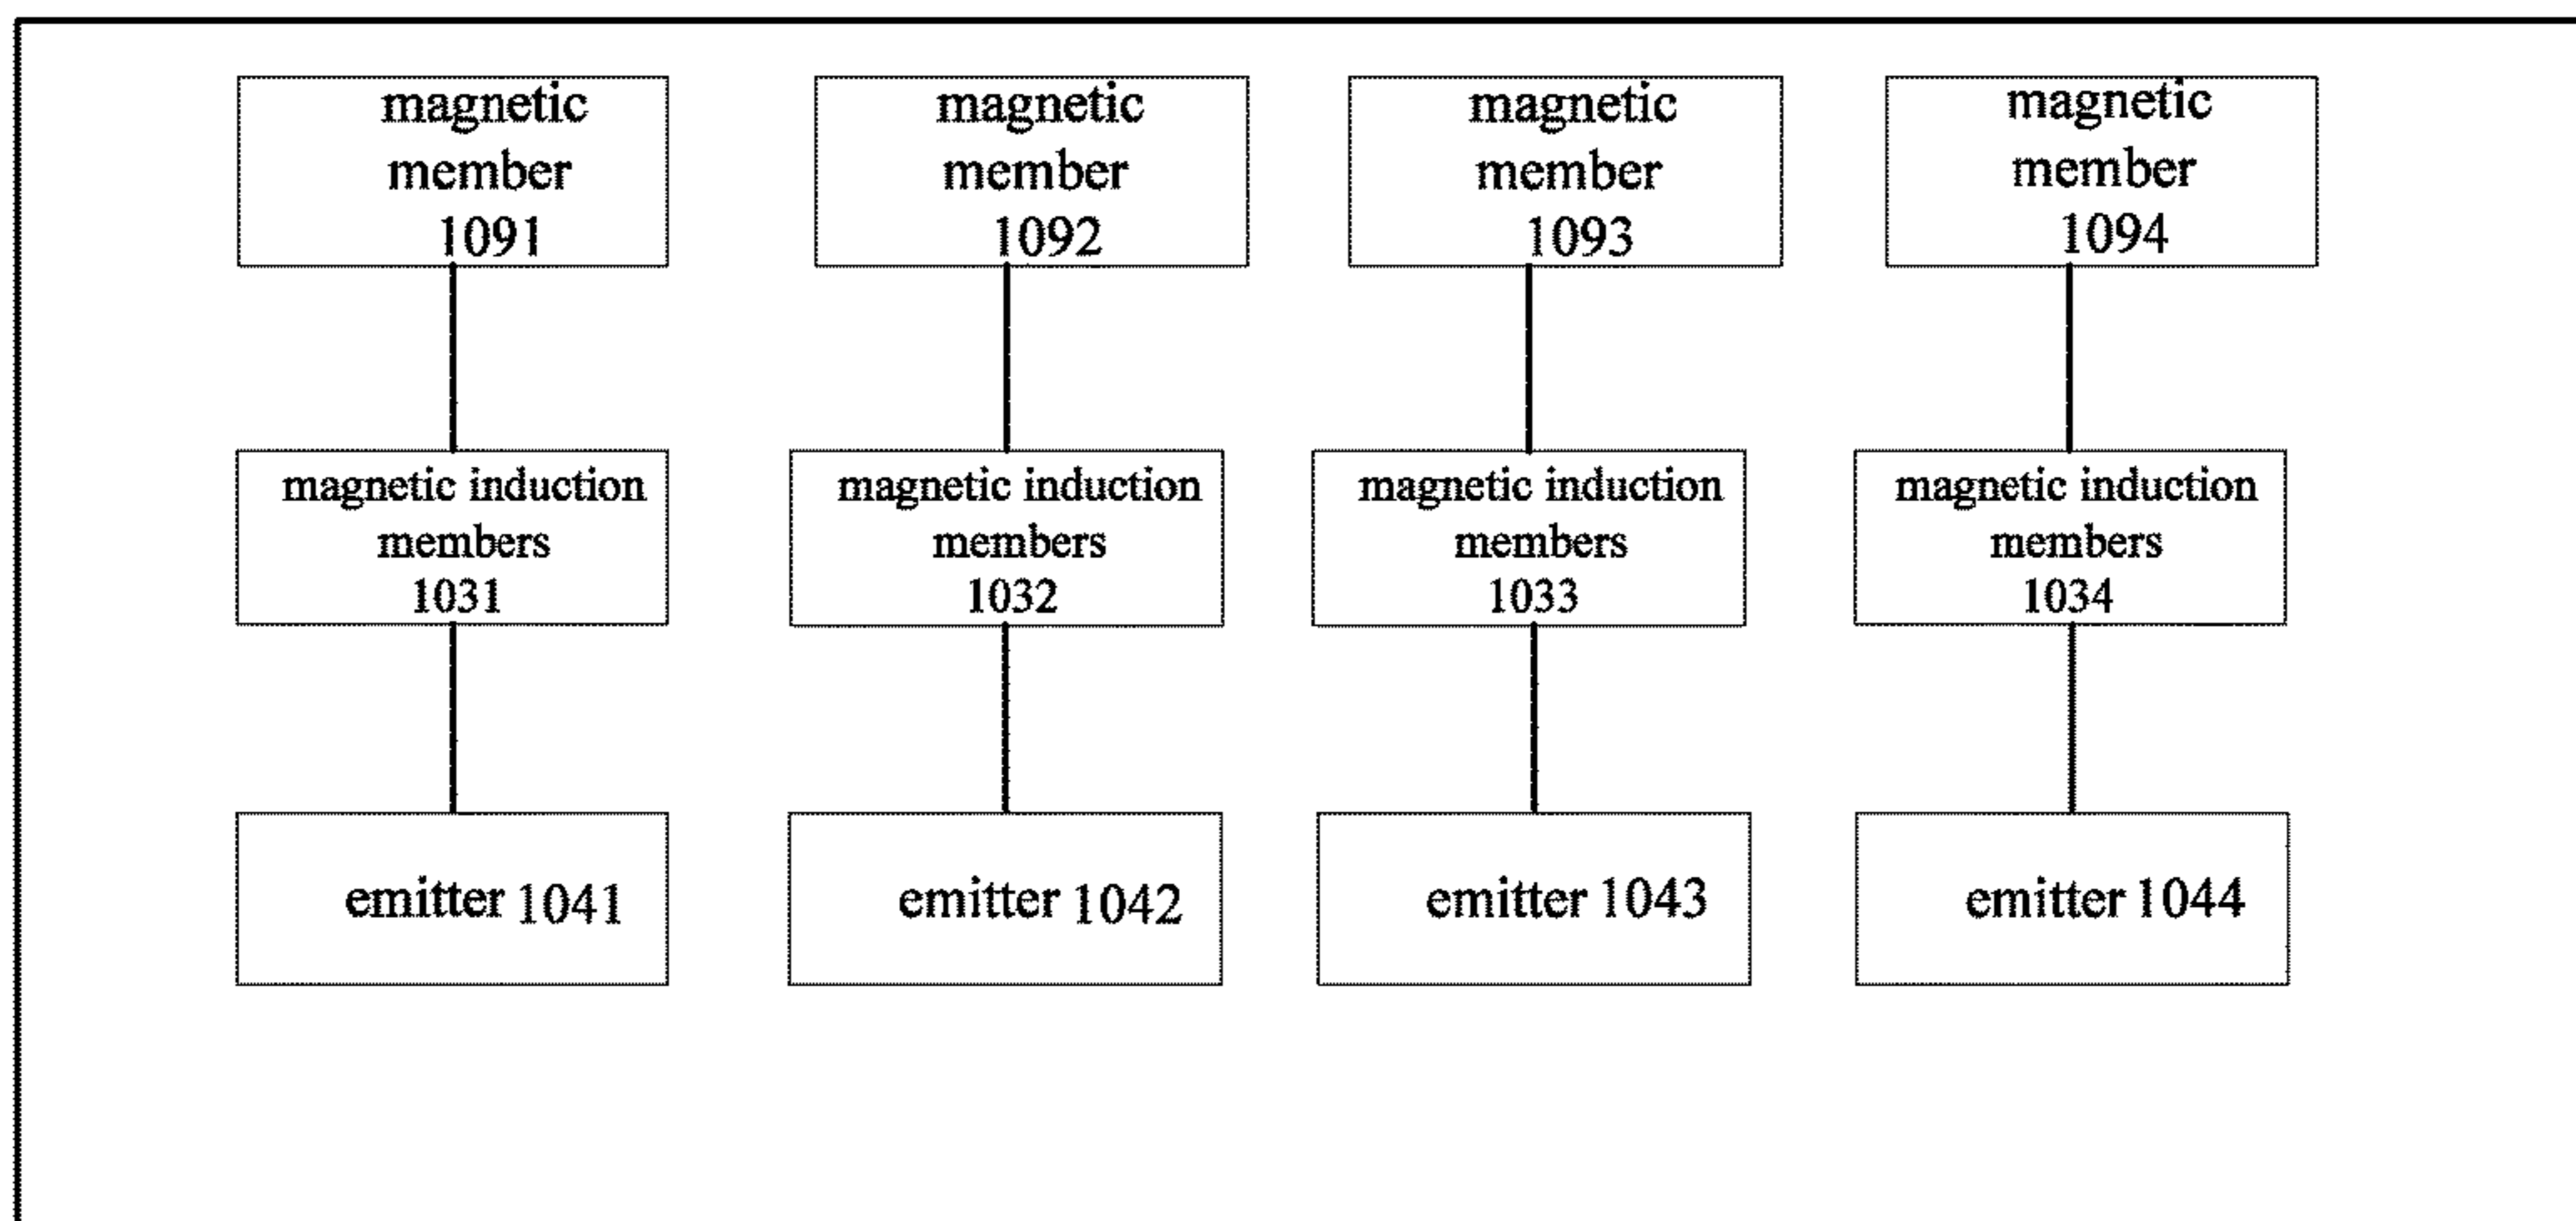 magnetic
member
1091
magnetic
member
1092
magnetic
member
1093
magnetic
member
1094
magnetic induction
members
1031
magnetic induction
members
1032
magnetic induction
members
1033
magnetic induction
members
1034
emitter 1041
emitter 1042
emitter 1043
emitter 1044